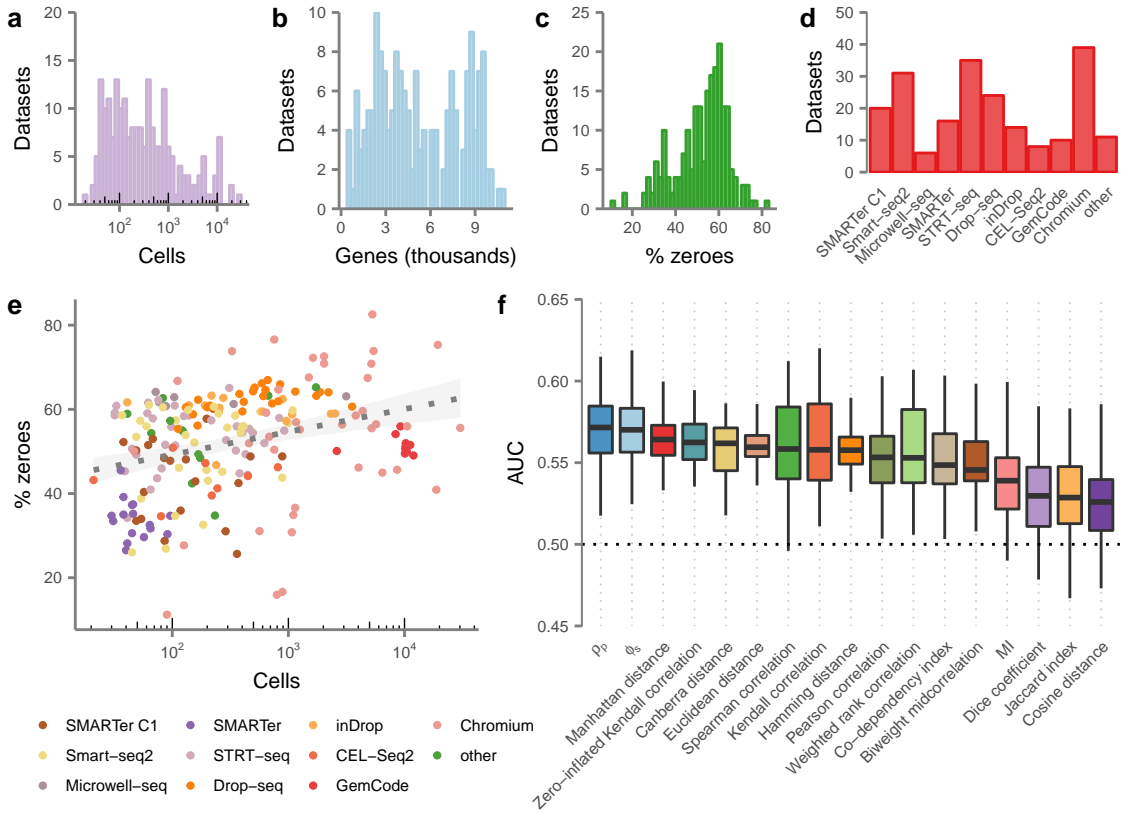 a
20
15
10
5
0
Datasets
10²
10³
10⁴
Cells
b
10
8
6
4
2
0
Datasets
0
3
6
9
Genes (thousands)
c
25
20
15
10
5
0
Datasets
20
40
60
80
% zeroes
d
50
40
30
20
10
0
Datasets
SMARTer C1
Smart−seq2
Microwell−seq
SMARTer
STRT−seq
Drop−seq
inDrop
CEL−Seq2
GemCode
Chromium
other
e
80
60
40
20
% zeroes
10²
10³
10⁴
Cells
SMARTer C1
SMARTer
inDrop
Chromium
Smart−seq2
STRT−seq
CEL−Seq2
other
Microwell−seq
Drop−seq
GemCode
f
0.65
0.60
0.55
0.50
0.45
AUC
ρₚ
ϕₛ
Manhattan distance
Zero−inflated Kendall correlation
Canberra distance
Euclidean distance
Spearman correlation
Kendall correlation
Hamming distance
Pearson correlation
Weighted rank correlation
Co−dependency index
Biweight midcorrelation
MI
Dice coefficient
Jaccard index
Cosine distance